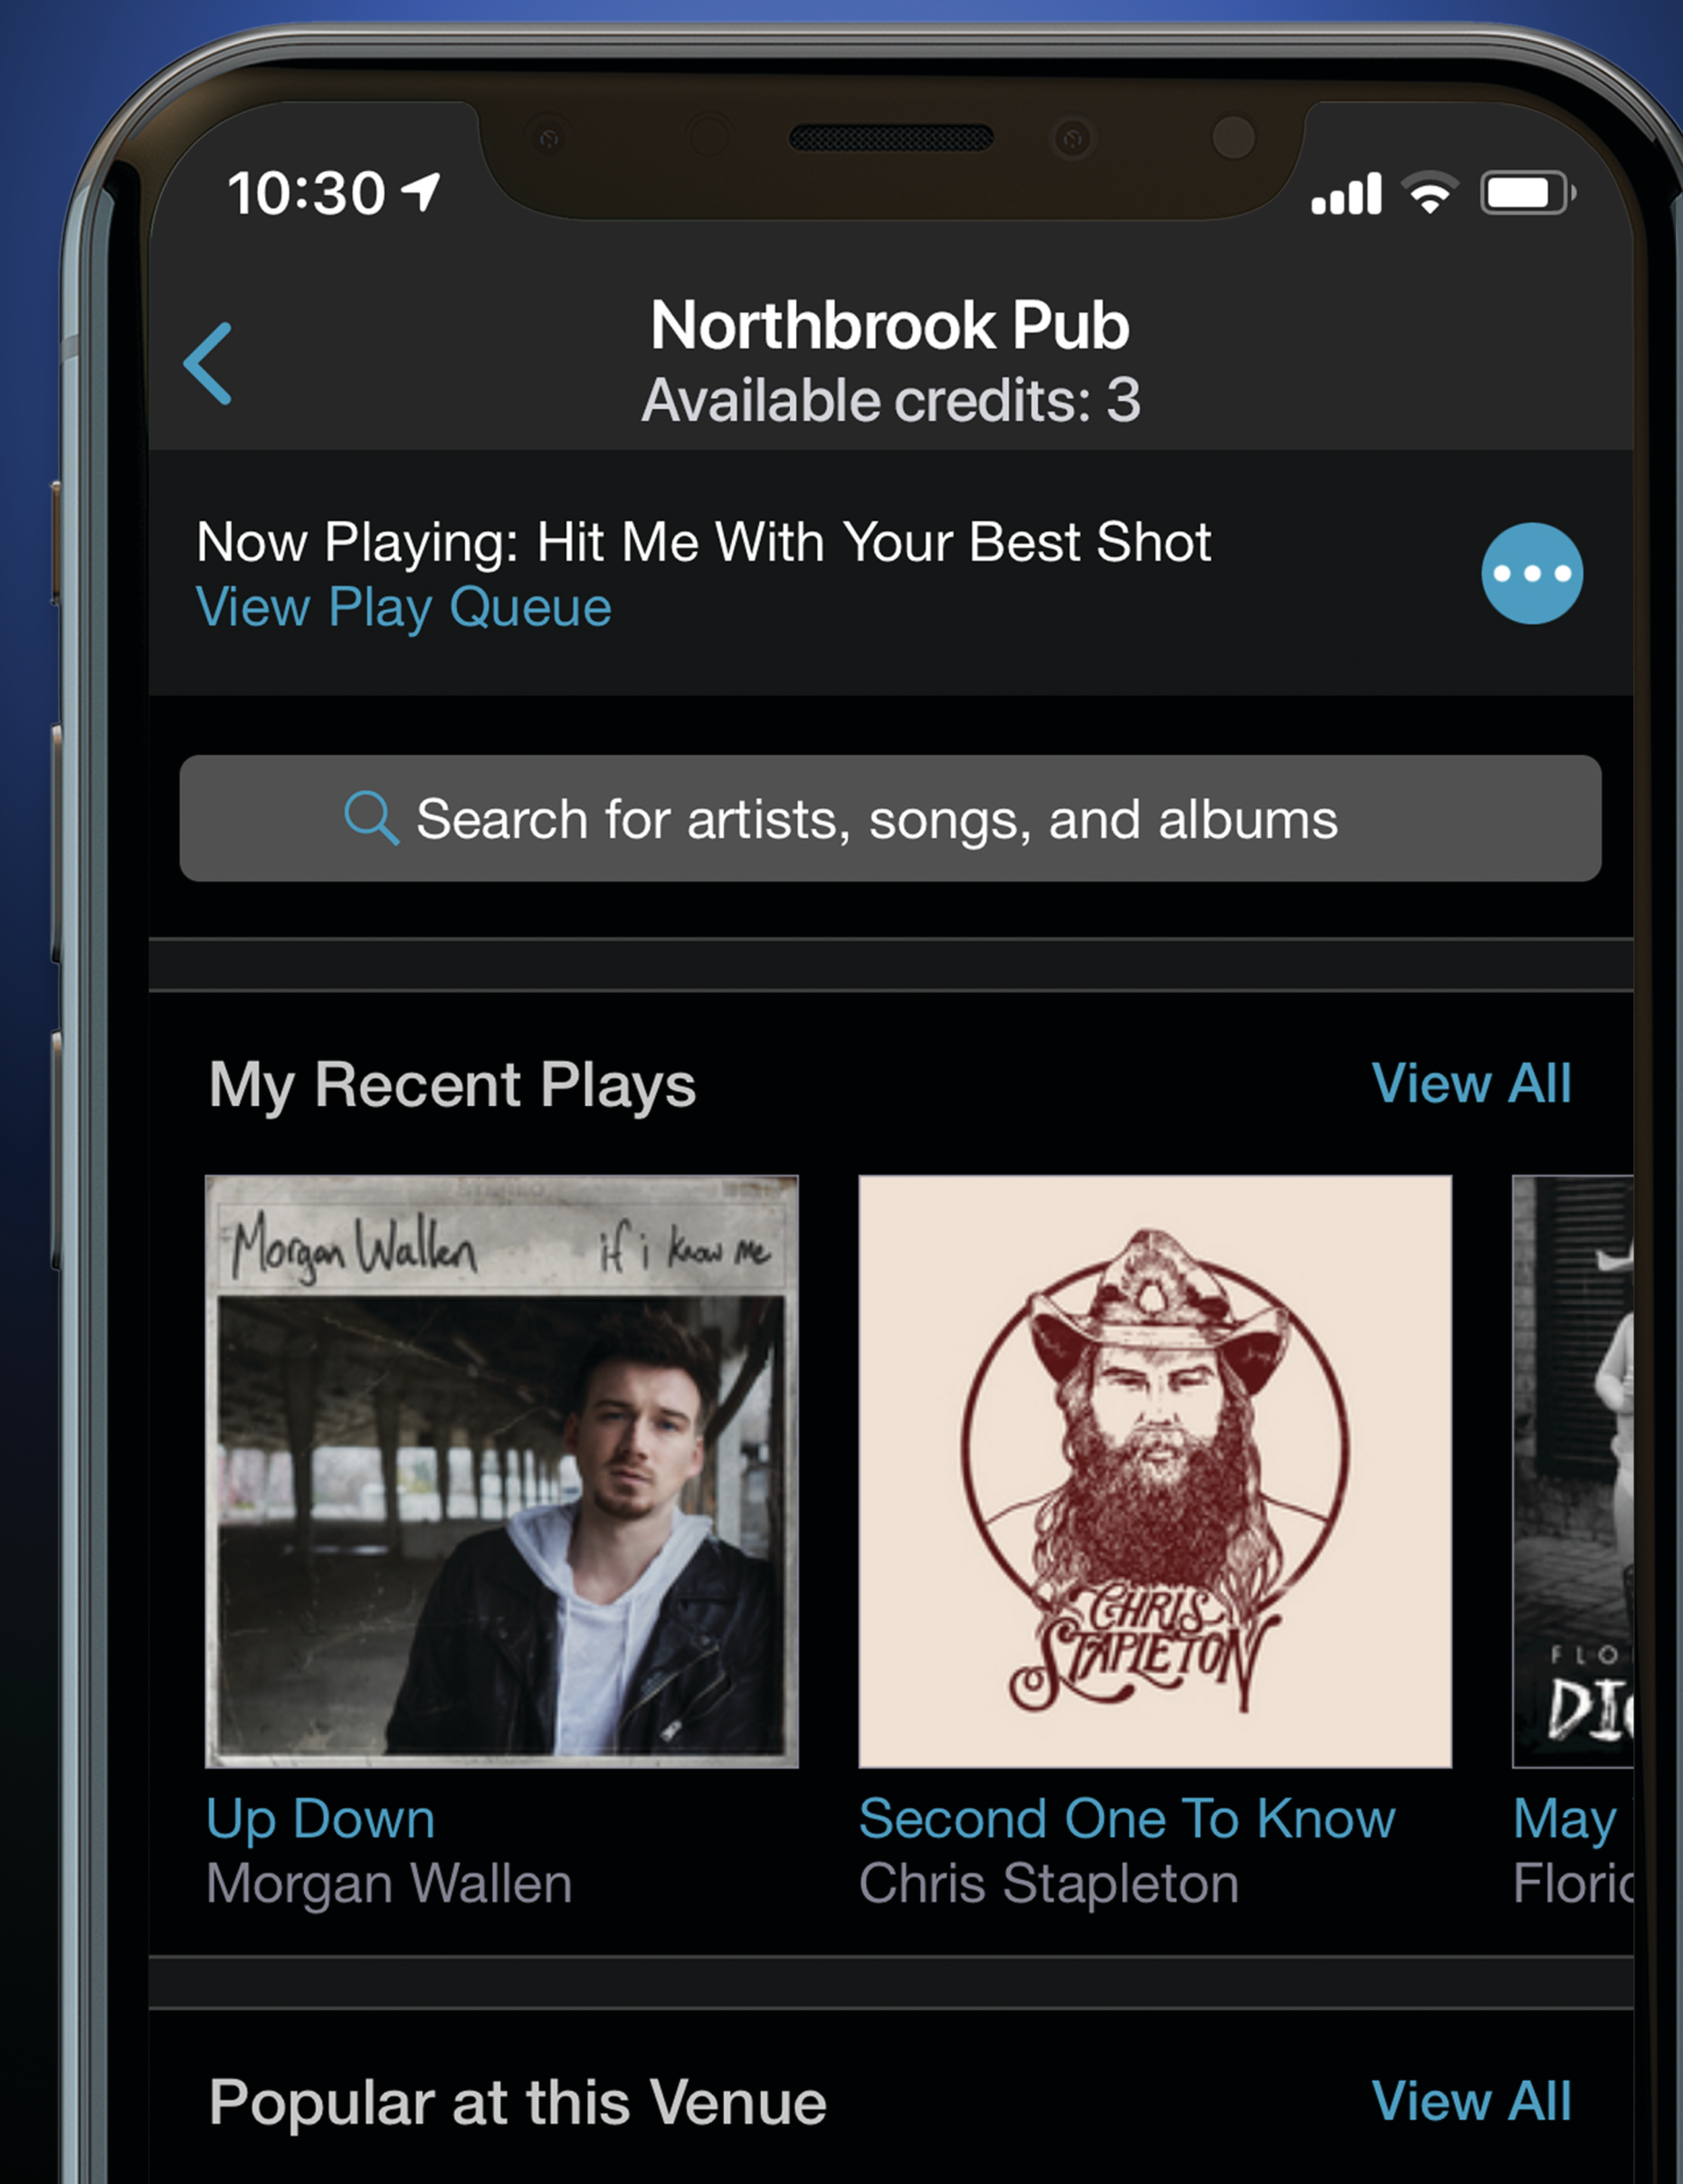 10:30
Northbrook Pub
Available credits: 3
Now Playing: Hit Me With Your Best Shot
View Play Queue
Search for artists, songs, and albums
My Recent Plays View All
Morgan Wallen if i know me
CHRIS
STAPLETON
Up Down
Morgan Wallen
Second One To Know
Chris Stapleton
May
Popular at this Venue View All